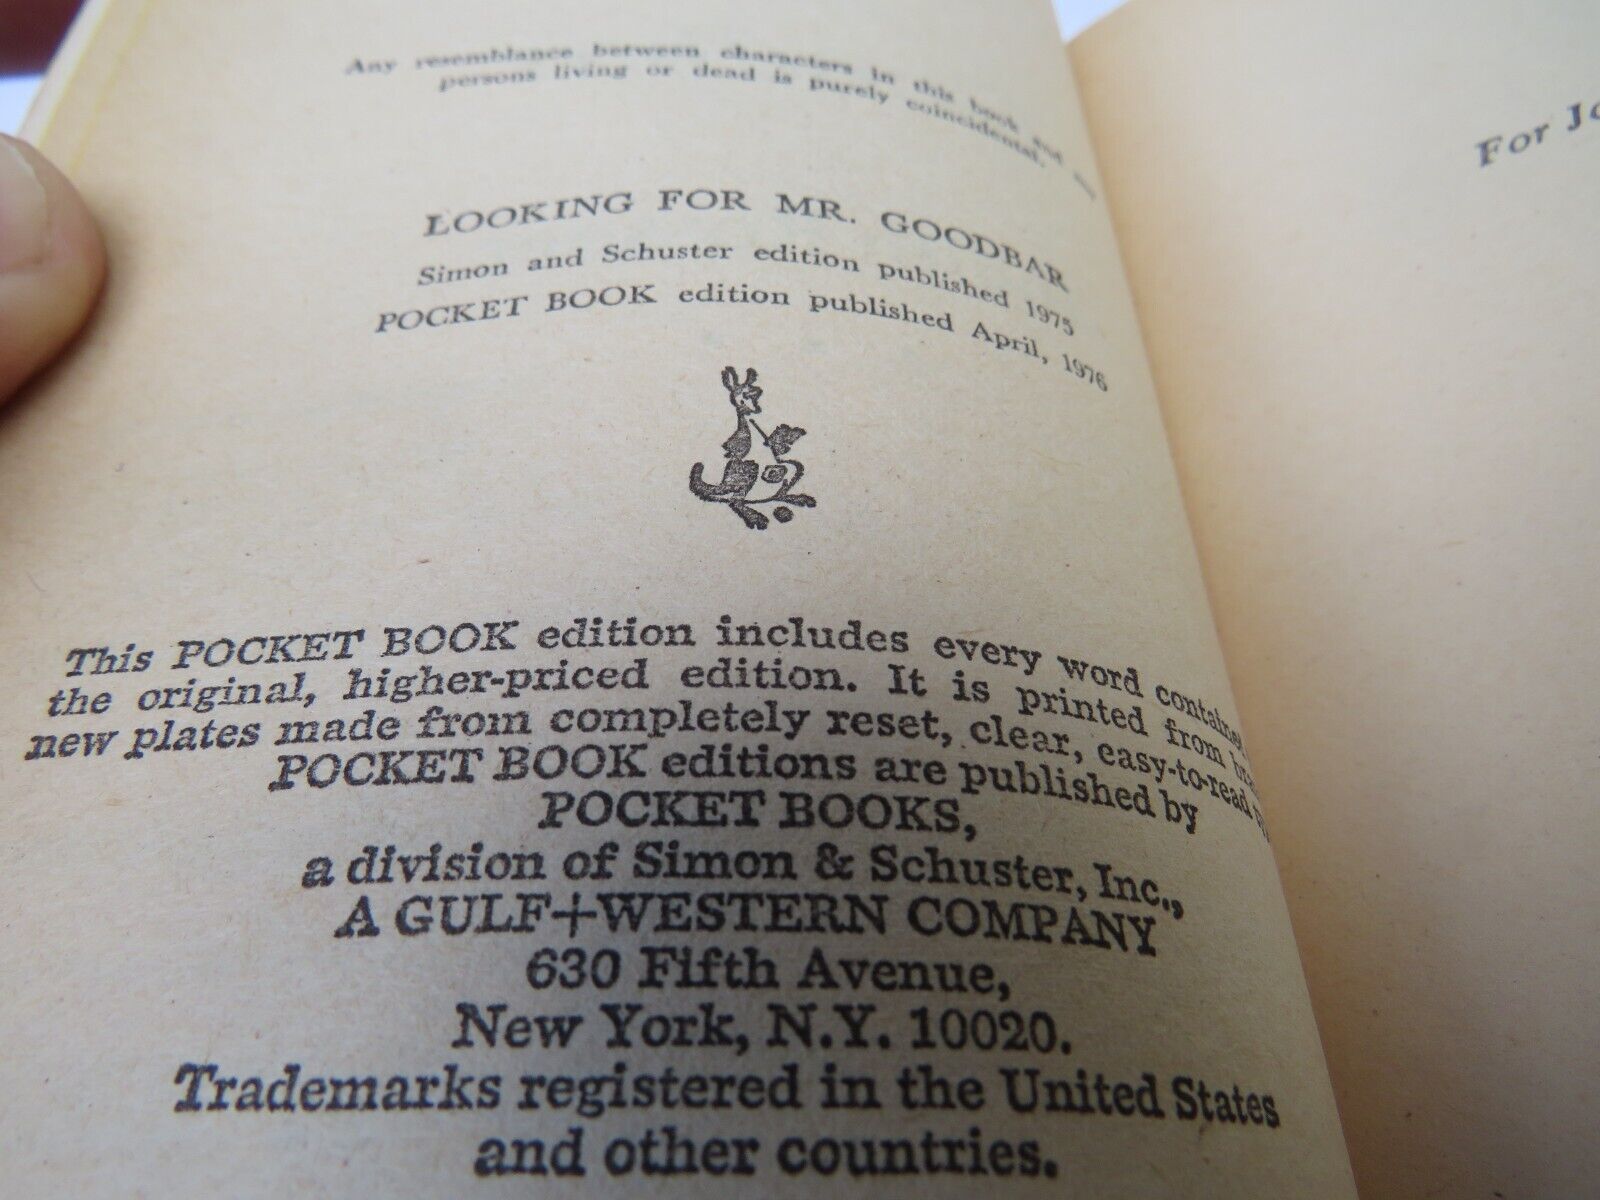 Any resemblance between characters in this book and any
persons living or dead is purely coincidental.
LOOKING FOR MR. GOODBAR
Simon and Schuster edition published 1975
POCKET BOOK edition published April, 1976
This POCKET BOOK edition includes every word
the original, higher-priced edition. It is printed from
new plates made from completely reset, clear, easy-to-read
POCKET BOOK editions are published by
POCKET BOOKS,
a division of Simon & Schuster, Inc.,
A GULF+WESTERN COMPANY
630 Fifth Avenue,
New York, N.Y. 10020.
Trademarks registered in the United States
and other countries.
For